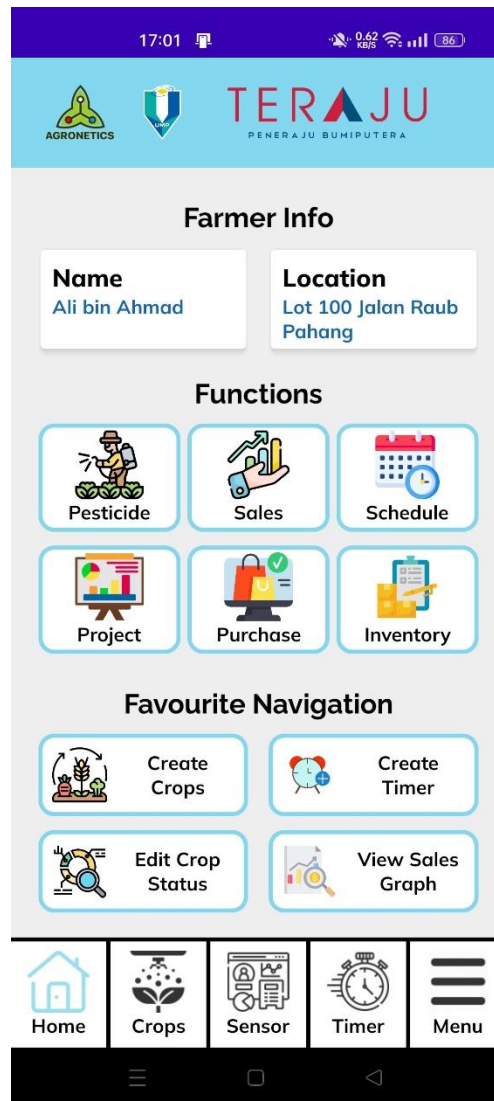 17:01
0.62
KB/S
86
AGRONETICS
UMP
TERAJU
PENERAJU BUMIPUTERA
Farmer Info
Name
Ali bin Ahmad
Location
Lot 100 Jalan Raub
Pahang
Functions
Pesticide
Sales
Schedule
Project
Purchase
Inventory
Favourite Navigation
Create
Crops
Create
Timer
Edit Crop
Status
View Sales
Graph
Home
Crops
Sensor
Timer
Menu